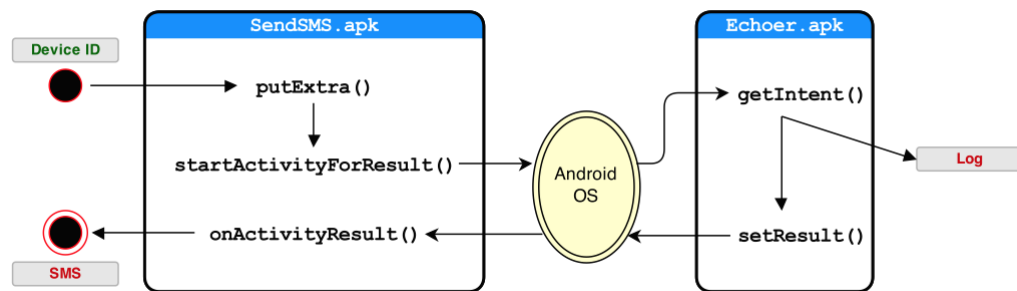 SendSMS.apk
Echoer.apk
Device ID
putExtra()
getIntent()
startActivityForResult()
Android
OS
Log
onActivityResult()
setResult()
SMS